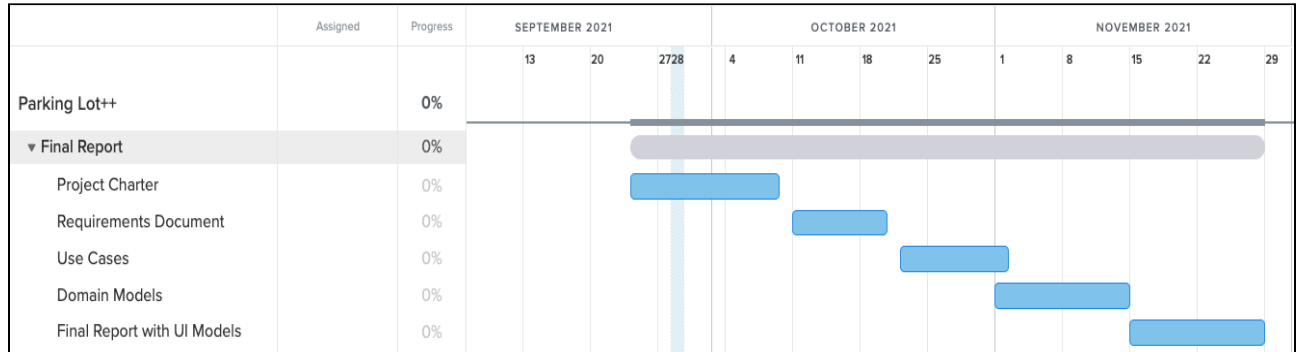 Assigned Progress SEPTEMBER 2021 OCTOBER 2021 NOVEMBER 2021
13 20 27 28 4 11 18 25 1 8 15 22 29
Parking Lot++ 0%
▼ Final Report 0%
Project Charter 0%
Requirements Document 0%
Use Cases 0%
Domain Models 0%
Final Report with UI Models 0%